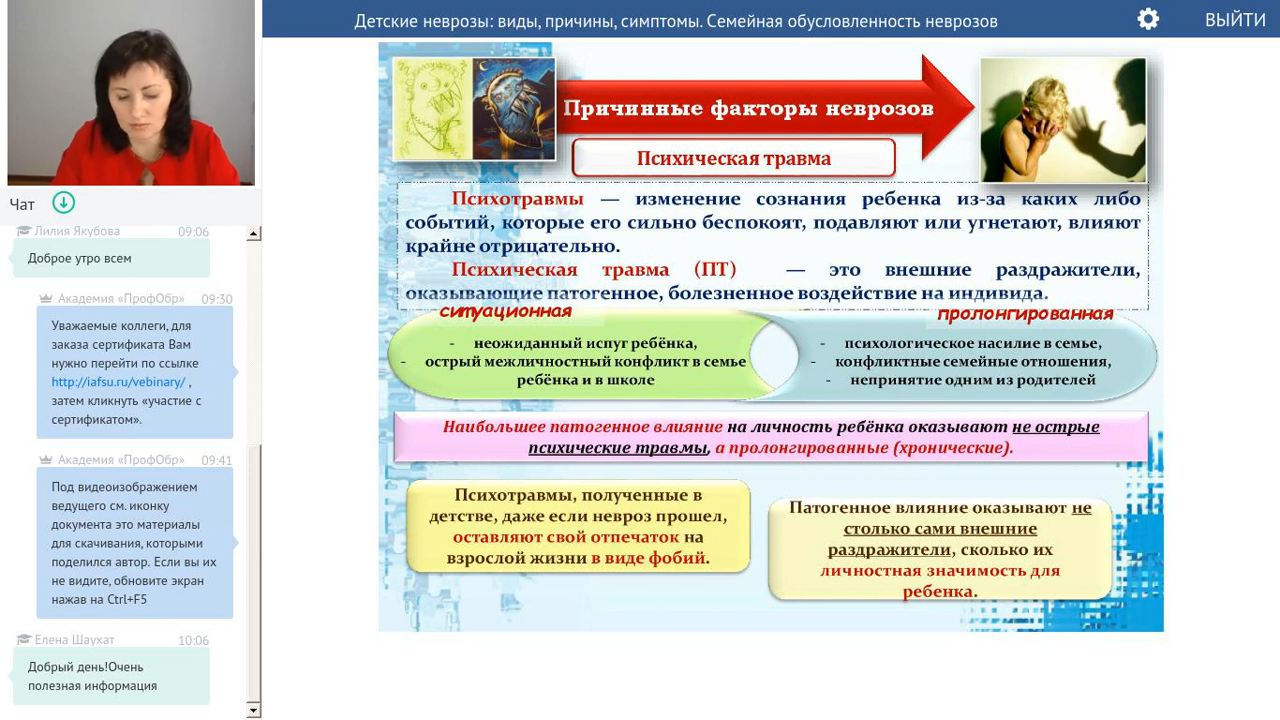 Детские неврозы: виды, причины, симптомы. Семейная обусловленность неврозов
ВЫЙТИ
Чат
Лилия Якубова 09:06
Доброе утро всем
Академия «ПрофОбр» 09:30
Уважаемые коллеги, для
заказа сертификата Вам
нужно перейти по ссылке
http://iafsu.ru/vebinary/ ,
затем кликнуть «участие с
сертификатом».
Академия «ПрофОбр» 09:41
Под видеоизображением
ведущего см. иконку
документа это материалы
для скачивания, которыми
поделился автор. Если вы их
не видите, обновите экран
нажав на Ctrl+F5
Елена Шаухат 10:06
Добрый день!Очень
полезная информация
Причинные факторы неврозов
Психическая травма
Психотравмы — изменение сознания ребенка из-за каких либо
событий, которые его сильно беспокоят, подавляют или угнетают, влияют
крайне отрицательно.
Психическая травма (ПТ) — это внешние раздражители,
оказывающие патогенное, болезненное воздействие на индивида.
ситуационная
- неожиданный испуг ребёнка,
- острый межличностный конфликт в семье
ребёнка и в школе
пролонгированная
- психологическое насилие в семье,
- конфликтные семейные отношения,
- непринятие одним из родителей
Наибольшее патогенное влияние на личность ребёнка оказывают не острые
психические травмы, а пролонгированные (хронические).
Психотравмы, полученные в
детстве, даже если невроз прошел,
оставляют свой отпечаток на
взрослой жизни в виде фобий.
Патогенное влияние оказывают не
столько сами внешние
раздражители, сколько их
личностная значимость для
ребенка.